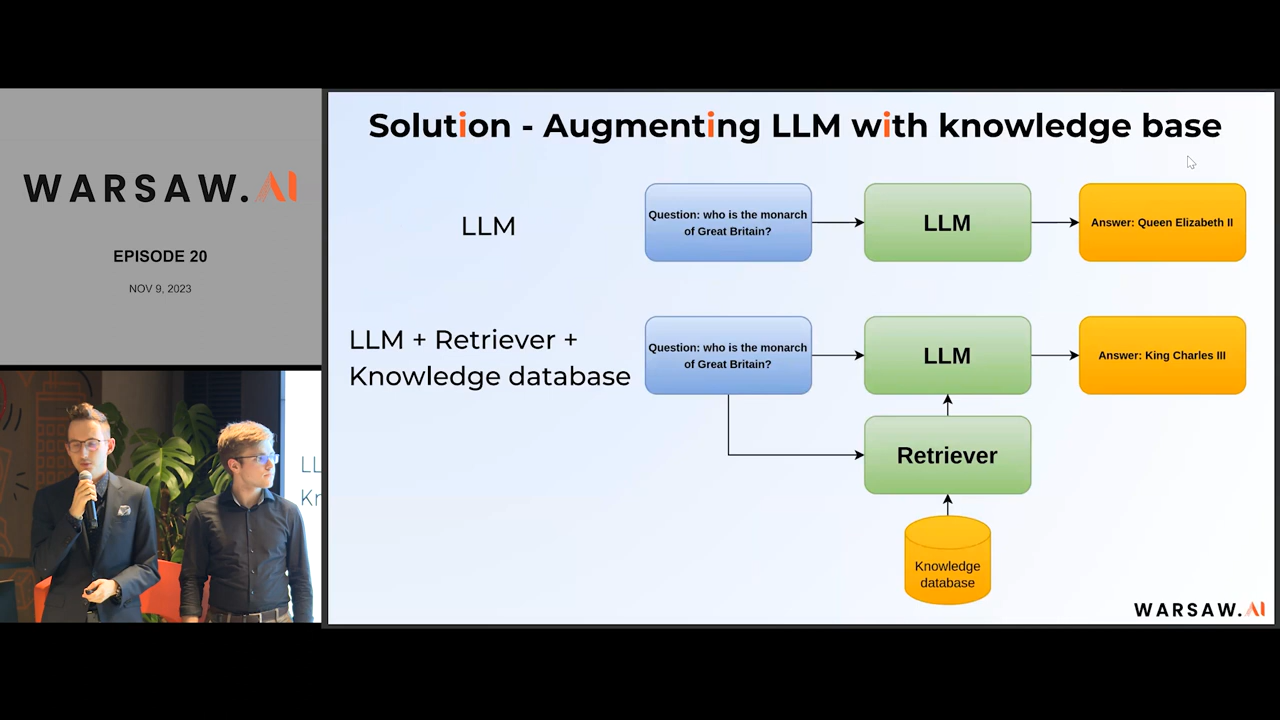 WARSAW.AI
EPISODE 20
NOV 9, 2023
Solution - Augmenting LLM with knowledge base
LLM
Question: who is the monarch
of Great Britain?
LLM
Answer: Queen Elizabeth II
LLM + Retriever +
Knowledge database
Question: who is the monarch
of Great Britain?
LLM
Answer: King Charles III
Retriever
Knowledge
database
WARSAW.AI
LL
Kr